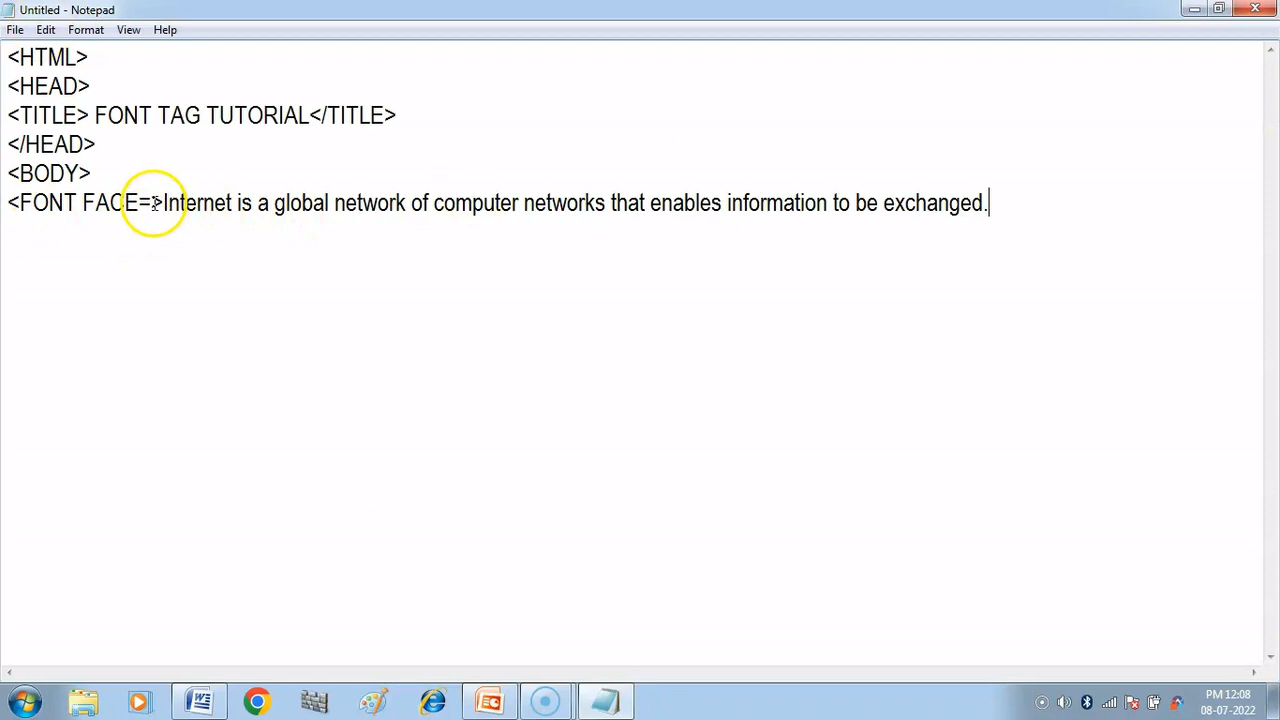 Untitled - Notepad
File Edit Format View Help
<HTML>
<HEAD>
<TITLE> FONT TAG TUTORIAL</TITLE>
</HEAD>
<BODY>
<FONT FACE=>Internet is a global network of computer networks that enables information to be exchanged.
PM 12:08
08-07-2022